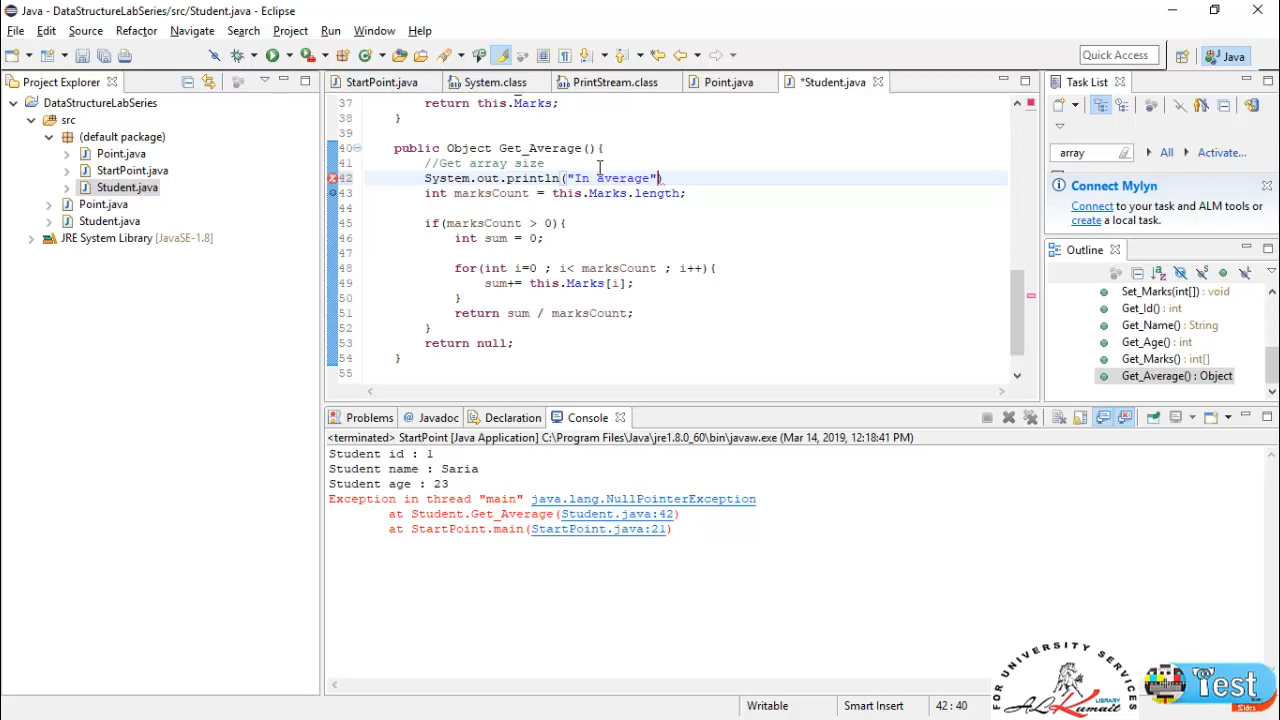 Java - DataStructureLabSeries/src/Student.java - Eclipse
File Edit Source Refactor Navigate Search Project Run Window Help
Quick Access
Java
Project Explorer
StartPoint.java
System.class
PrintStream.class
Point.java
*Student.java
Task List
DataStructureLabSeries
src
(default package)
Point.java
StartPoint.java
Student.java
Point.java
Student.java
JRE System Library [JavaSE-1.8]
37 return this.Marks;
38 }
39
40 public Object Get_Average(){
41 //Get array size
42 System.out.println("In average")
43 int marksCount = this.Marks.length;
44
45 if(marksCount > 0){
46 int sum = 0;
47
48 for(int i=0 ; i< marksCount ; i++){
49 sum+= this.Marks[i];
50 }
51 return sum / marksCount;
52 }
53 return null;
54 }
55
array
All
Activate...
Connect Mylyn
Connect to your task and ALM tools or
create a local task.
Outline
Set_Marks(int[]) : void
Get_Id() : int
Get_Name() : String
Get_Age() : int
Get_Marks() : int[]
Get_Average() : Object
Problems
@ Javadoc
Declaration
Console
<terminated> StartPoint [Java Application] C:\Program Files\Java\jre1.8.0_60\bin\javaw.exe (Mar 14, 2019, 12:18:41 PM)
Student id : 1
Student name : Saria
Student age : 23
Exception in thread "main" java.lang.NullPointerException
at Student.Get_Average(Student.java:42)
at StartPoint.main(StartPoint.java:21)
Writable
Smart Insert
42 : 40
FOR UNIVERSITY SERVICES
AL Kumait
LIBRARY
Test
Slides